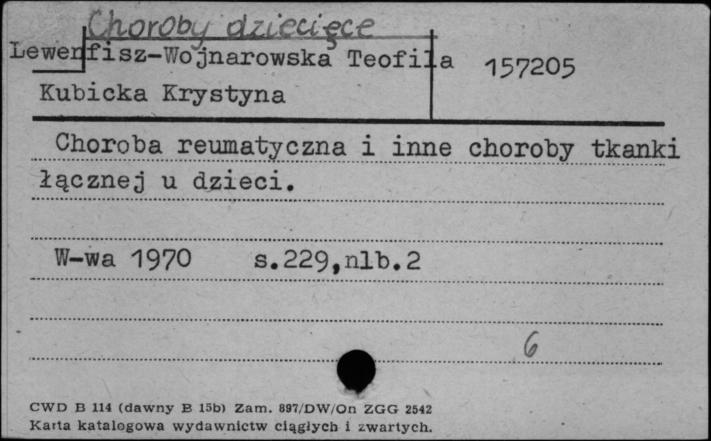 Choroby dziecięce
Lewenfisz-Wojnarowska Teofila
157205
Kubicka Krystyna
Choroba reumatyczna i inne choroby tkanki
łącznej u dzieci.
W-wa 1970 s.229,nlb.2
6
CWD B 114 (dawny B 15b) Zam. 897/DW/On ZGG 2542
Karta katalogowa wydawnictw ciągłych i zwartych.